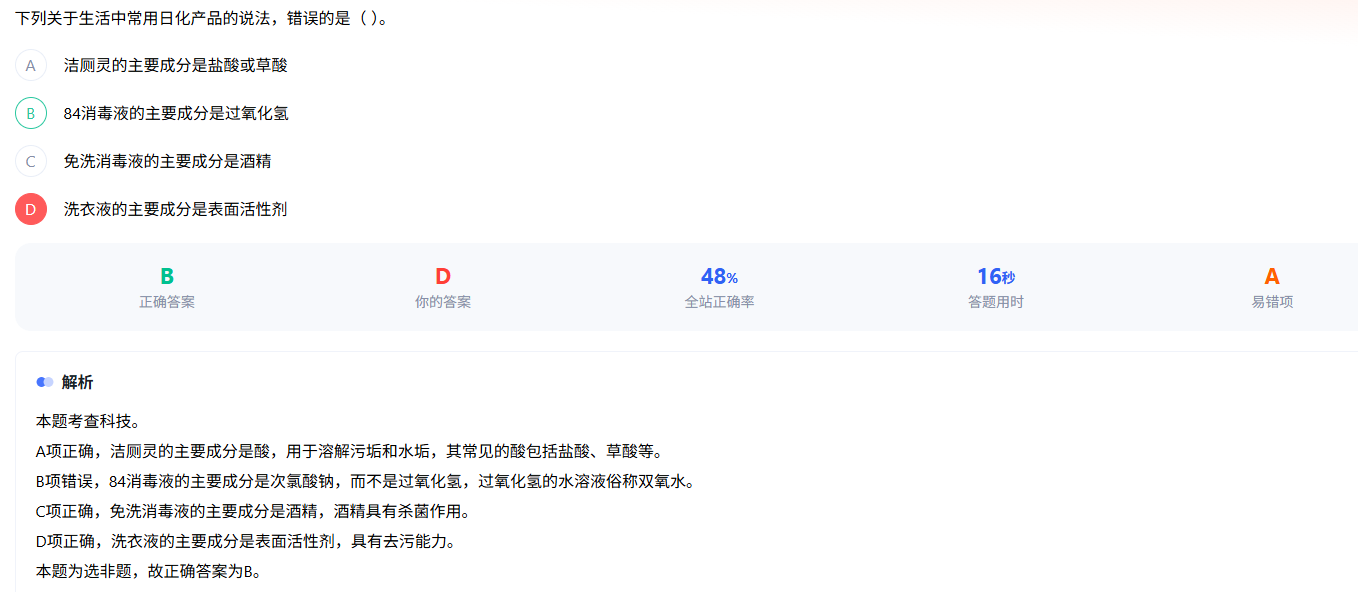 下列关于生活中常用日化产品的说法，错误的是（ ）。
A 洁厕灵的主要成分是盐酸或草酸
B 84消毒液的主要成分是过氧化氢
C 免洗消毒液的主要成分是酒精
D 洗衣液的主要成分是表面活性剂
B D 48% 16秒 A
正确答案 你的答案 全站正确率 答题用时 易错项
解析
本题考查科技。
A项正确，洁厕灵的主要成分是酸，用于溶解污垢和水垢，其常见的酸包括盐酸、草酸等。
B项错误，84消毒液的主要成分是次氯酸钠，而不是过氧化氢，过氧化氢的水溶液俗称双氧水。
C项正确，免洗消毒液的主要成分是酒精，酒精具有杀菌作用。
D项正确，洗衣液的主要成分是表面活性剂，具有去污能力。
本题为选非题，故正确答案为B。